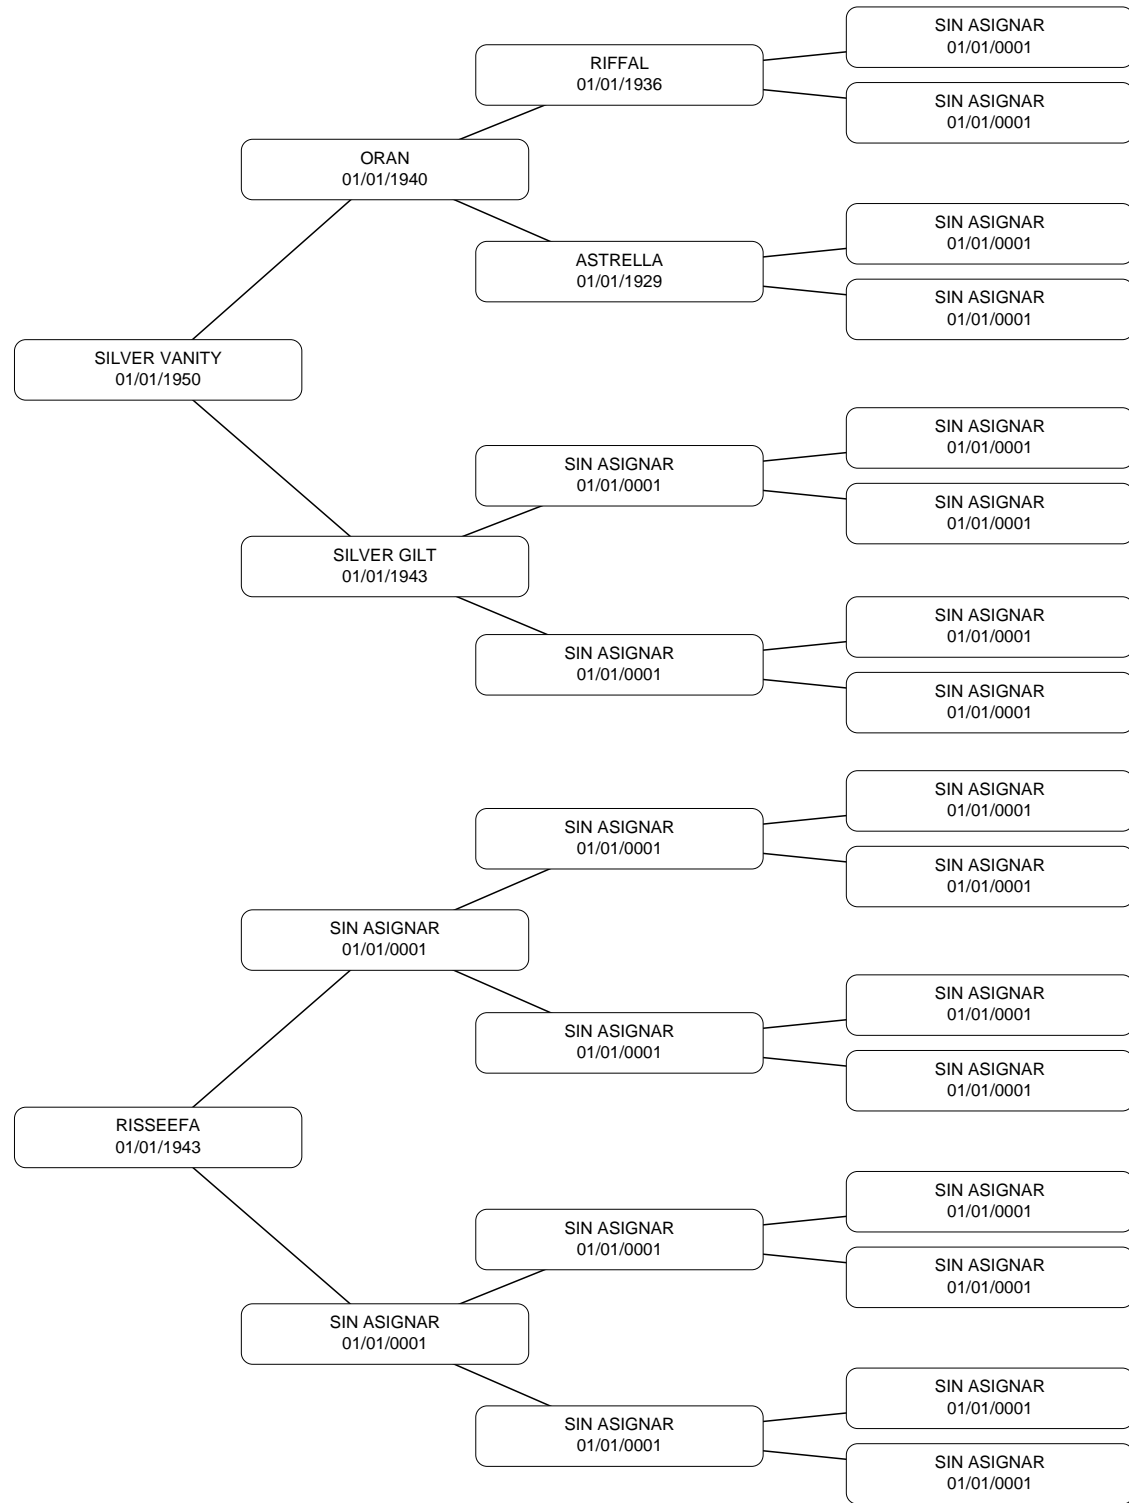 SIN ASIGNAR
01/01/0001
RIFFAL
01/01/1936
SIN ASIGNAR
01/01/0001
ORAN
01/01/1940
SIN ASIGNAR
01/01/0001
ASTRELLA
01/01/1929
SIN ASIGNAR
01/01/0001
SILVER VANITY
01/01/1950
SIN ASIGNAR
01/01/0001
SIN ASIGNAR
01/01/0001
SIN ASIGNAR
01/01/0001
SILVER GILT
01/01/1943
SIN ASIGNAR
01/01/0001
SIN ASIGNAR
01/01/0001
SIN ASIGNAR
01/01/0001
SIN ASIGNAR
01/01/0001
SIN ASIGNAR
01/01/0001
SIN ASIGNAR
01/01/0001
SIN ASIGNAR
01/01/0001
SIN ASIGNAR
01/01/0001
SIN ASIGNAR
01/01/0001
SIN ASIGNAR
01/01/0001
RISSEEFA
01/01/1943
SIN ASIGNAR
01/01/0001
SIN ASIGNAR
01/01/0001
SIN ASIGNAR
01/01/0001
SIN ASIGNAR
01/01/0001
SIN ASIGNAR
01/01/0001
SIN ASIGNAR
01/01/0001
SIN ASIGNAR
01/01/0001